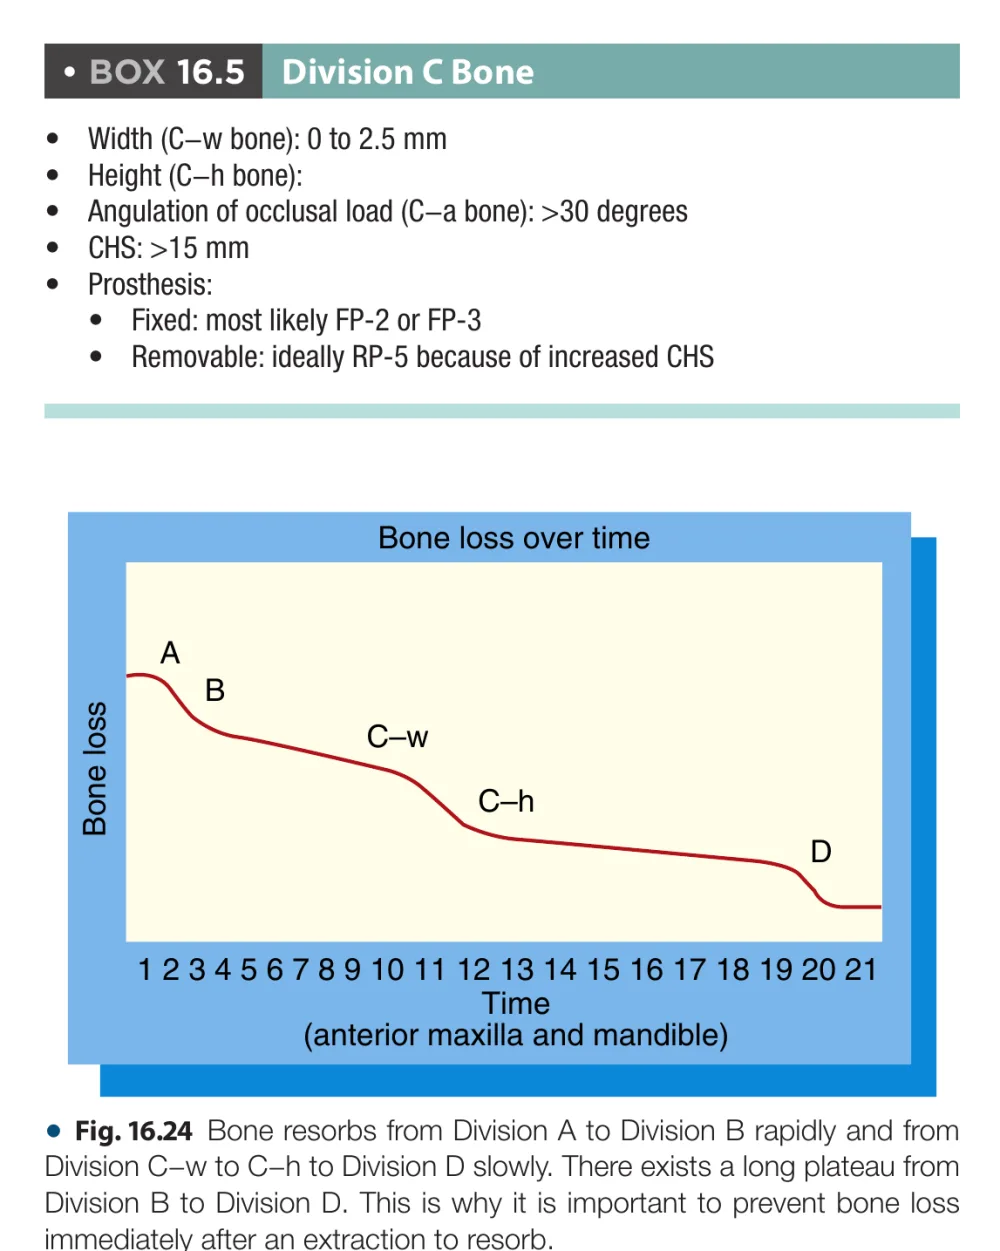 • BOX 16.5 Division C Bone
• Width (C–w bone): 0 to 2.5 mm
• Height (C–h bone):
• Angulation of occlusal load (C–a bone): >30 degrees
• CHS: >15 mm
• Prosthesis:
• Fixed: most likely FP-2 or FP-3
• Removable: ideally RP-5 because of increased CHS
Bone loss over time
A
B
C–w
C–h
D
Bone loss
1 2 3 4 5 6 7 8 9 10 11 12 13 14 15 16 17 18 19 20 21
Time
(anterior maxilla and mandible)
• Fig. 16.24 Bone resorbs from Division A to Division B rapidly and from
Division C–w to C–h to Division D slowly. There exists a long plateau from
Division B to Division D. This is why it is important to prevent bone loss
immediately after an extraction to resorb.